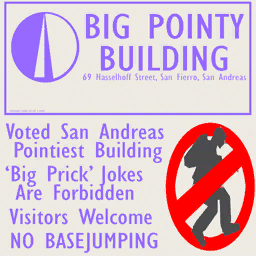 BIG POINTY
BUILDING
69 Hasselhoff Street, San Fierro, San Andreas
Voted San Andreas
Pointiest Building
‘Big Prick’ Jokes
Are Forbidden
Visitors Welcome
NO BASEJUMPING